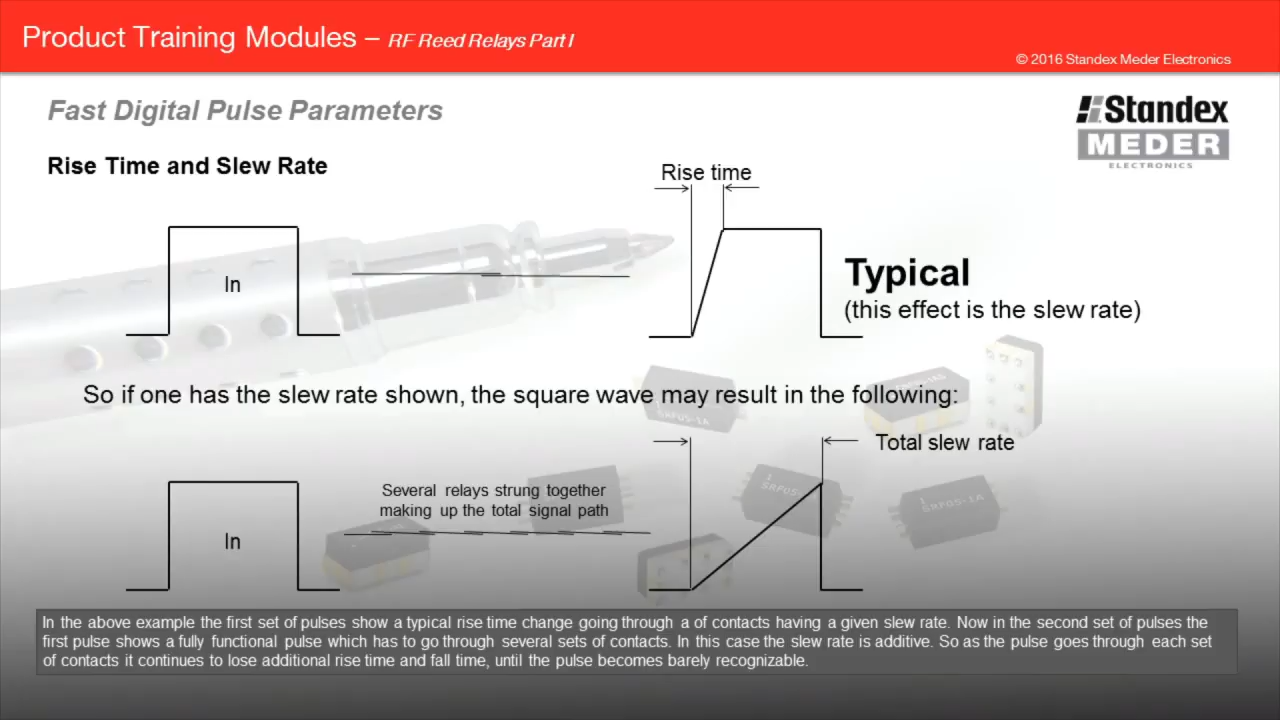 Product Training Modules – RF Reed Relays Part I
© 2016 Standex Meder Electronics
Fast Digital Pulse Parameters
Standex
MEDER
ELECTRONICS
Rise Time and Slew Rate
Rise time
In
Typical
(this effect is the slew rate)
So if one has the slew rate shown, the square wave may result in the following:
SRF05-1A
Total slew rate
Several relays strung together
making up the total signal path
In
1
SRF05
1
SRF05-1A
In the above example the first set of pulses show a typical rise time change going through a of contacts having a given slew rate. Now in the second set of pulses the
first pulse shows a fully functional pulse which has to go through several sets of contacts. In this case the slew rate is additive. So as the pulse goes through each set
of contacts it continues to lose additional rise time and fall time, until the pulse becomes barely recognizable.